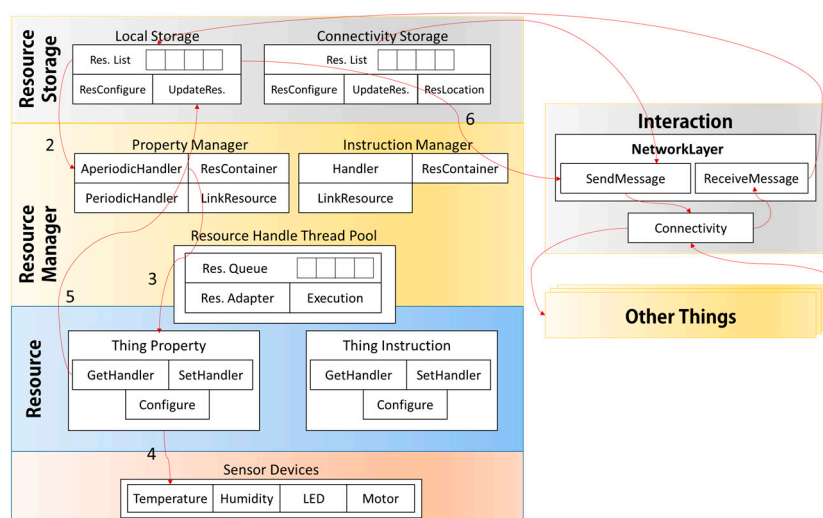 Resource Storage
Local Storage
Res. List
ResConfigure
UpdateRes.
Connectivity Storage
Res. List
ResConfigure
UpdateRes.
ResLocation
6
2
Resource Manager
Property Manager
AperiodicHandler
ResContainer
PeriodicHandler
LinkResource
Instruction Manager
Handler
ResContainer
LinkResource
Resource Handle Thread Pool
Res. Queue
Res. Adapter
Execution
3
5
Resource
Thing Property
GetHandler
SetHandler
Configure
Thing Instruction
GetHandler
SetHandler
Configure
4
Sensor Devices
Temperature
Humidity
LED
Motor
Interaction
NetworkLayer
SendMessage
ReceiveMessage
Connectivity
Other Things